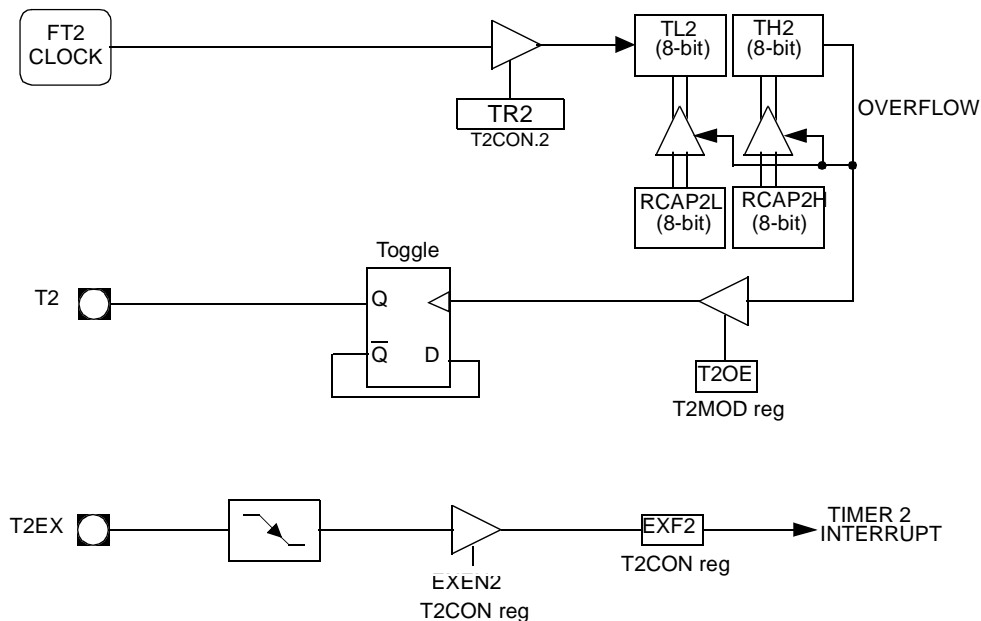 FT2
CLOCK
TL2
(8-bit)
TH2
(8-bit)
TR2
T2CON.2
OVERFLOW
RCAP2L
(8-bit)
RCAP2H
(8-bit)
Toggle
T2
Q
Q̅
D
T2OE
T2MOD reg
T2EX
EXEN2
T2CON reg
EXF2
T2CON reg
TIMER 2
INTERRUPT